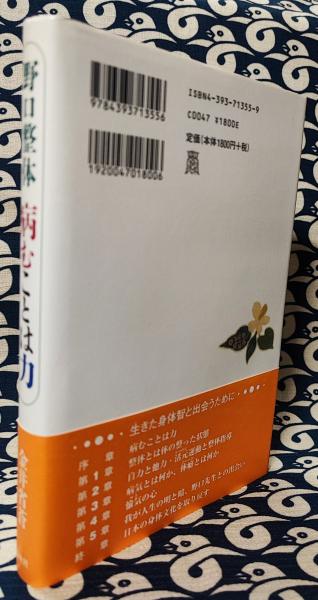 野口整体 病むことは力
9784393713556
1920047018006
ISBN4-393-71355-9
C0047 ¥1800E
定価(本体1800円+税)
生きた身体智と出会うために
序 章 病むことは力
第1章 整体とは体の整った状態
第2章 自力と他力・活元運動と整体指導
第3章 病気とは何か、体癖とは何か
第4章 愉気の心
第5章 我が人生の明と暗、野口先生との出会い
終 章 日本の身体文化を取り戻す